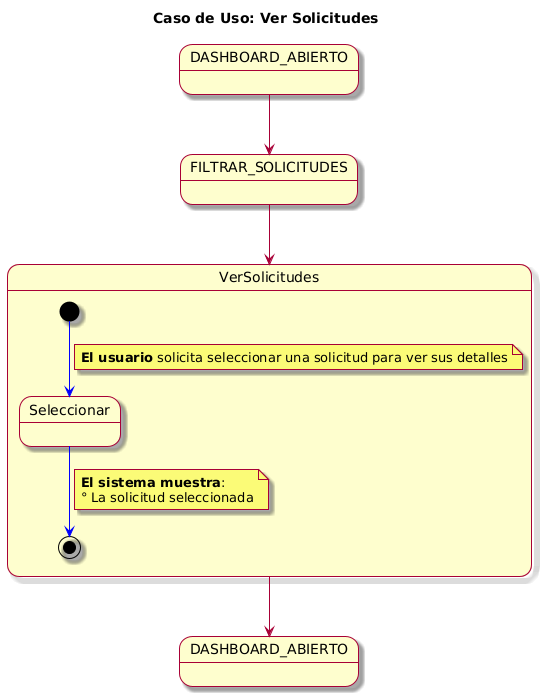 Caso de Uso: Ver Solicitudes
DASHBOARD_ABIERTO
FILTRAR_SOLICITUDES
VerSolicitudes
El usuario solicita seleccionar una solicitud para ver sus detalles
Seleccionar
El sistema muestra:
° La solicitud seleccionada
DASHBOARD_ABIERTO